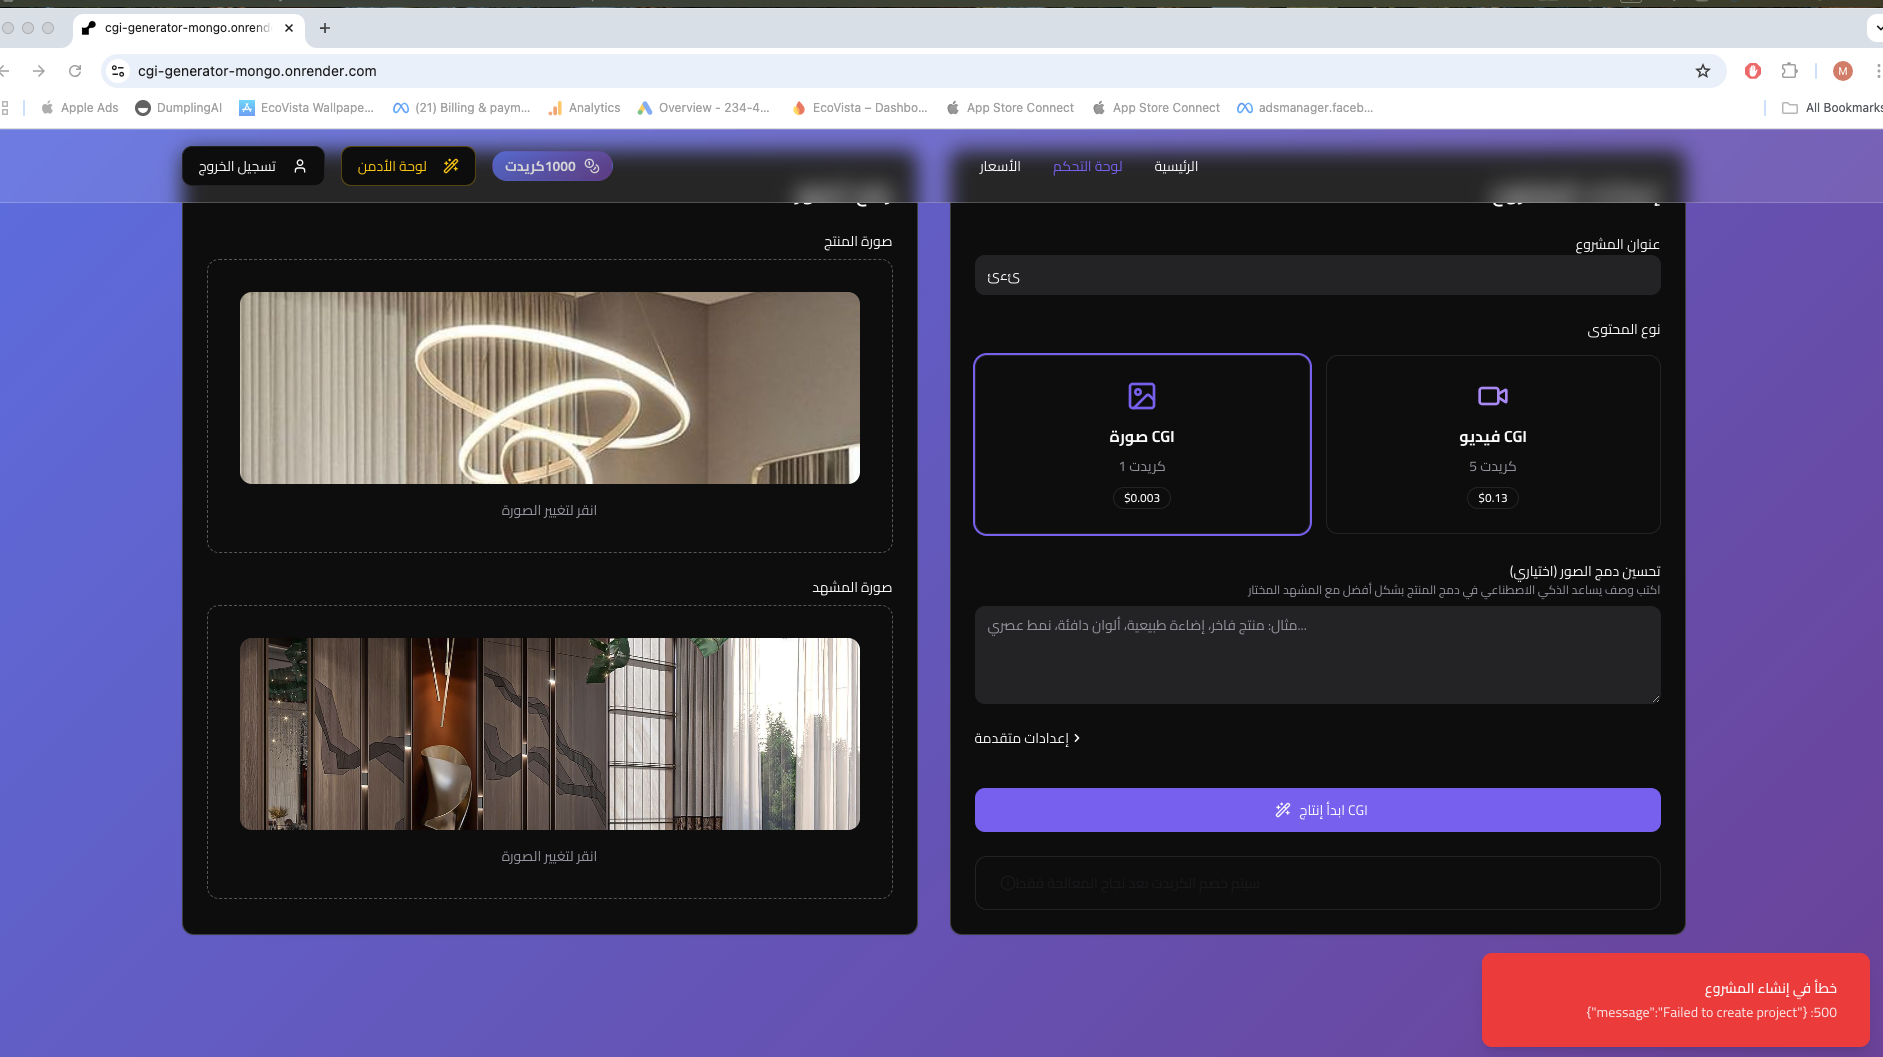 cgi-generator-mongo.onrend
cgi-generator-mongo.onrender.com
M
Apple Ads
DumplingAI
EcoVista Wallpape...
(21) Billing & paym...
Analytics
Overview - 234-4...
EcoVista – Dashbo...
App Store Connect
App Store Connect
adsmanager.faceb...
All Bookmarks
الرئيسية
لوحة التحكم
الأسعار
1000كريدت
لوحة الأدمن
تسجيل الخروج
عنوان المشروع
ئءئ
نوع المحتوى
CGI فيديو
كريدت 5
$0.13
CGI صورة
كريدت 1
$0.003
تحسين دمج الصور (اختياري)
اكتب وصف يساعد الذكي الاصطناعي في دمج المنتج بشكل أفضل مع المشهد المختار
...مثال: منتج فاخر، إضاءة طبيعية، ألوان دافئة، نمط عصري
إعدادات متقدمة
CGI ابدأ إنتاج
سيتم خصم الكريدت بعد نجاح المعالجة فقط
صورة المنتج
انقر لتغيير الصورة
صورة المشهد
انقر لتغيير الصورة
خطأ في إنشاء المشروع
{"message":"Failed to create project"} :500